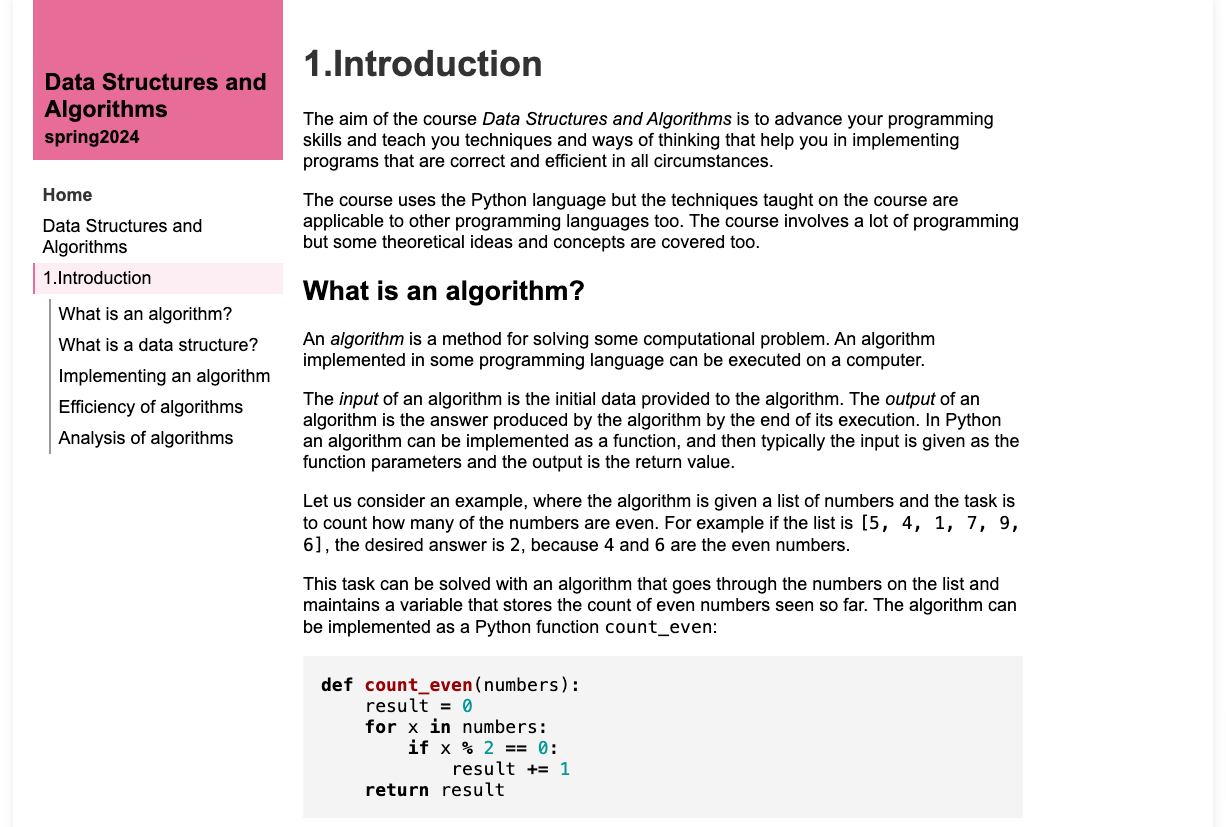 Data Structures and
Algorithms
spring2024
Home
Data Structures and
Algorithms
1.Introduction
What is an algorithm?
What is a data structure?
Implementing an algorithm
Efficiency of algorithms
Analysis of algorithms
1.Introduction
The aim of the course Data Structures and Algorithms is to advance your programming
skills and teach you techniques and ways of thinking that help you in implementing
programs that are correct and efficient in all circumstances.
The course uses the Python language but the techniques taught on the course are
applicable to other programming languages too. The course involves a lot of programming
but some theoretical ideas and concepts are covered too.
What is an algorithm?
An algorithm is a method for solving some computational problem. An algorithm
implemented in some programming language can be executed on a computer.
The input of an algorithm is the initial data provided to the algorithm. The output of an
algorithm is the answer produced by the algorithm by the end of its execution. In Python
an algorithm can be implemented as a function, and then typically the input is given as the
function parameters and the output is the return value.
Let us consider an example, where the algorithm is given a list of numbers and the task is
to count how many of the numbers are even. For example if the list is [5, 4, 1, 7, 9,
6], the desired answer is 2, because 4 and 6 are the even numbers.
This task can be solved with an algorithm that goes through the numbers on the list and
maintains a variable that stores the count of even numbers seen so far. The algorithm can
be implemented as a Python function count_even:
def count_even(numbers):
    result = 0
    for x in numbers:
        if x % 2 == 0:
            result += 1
    return result